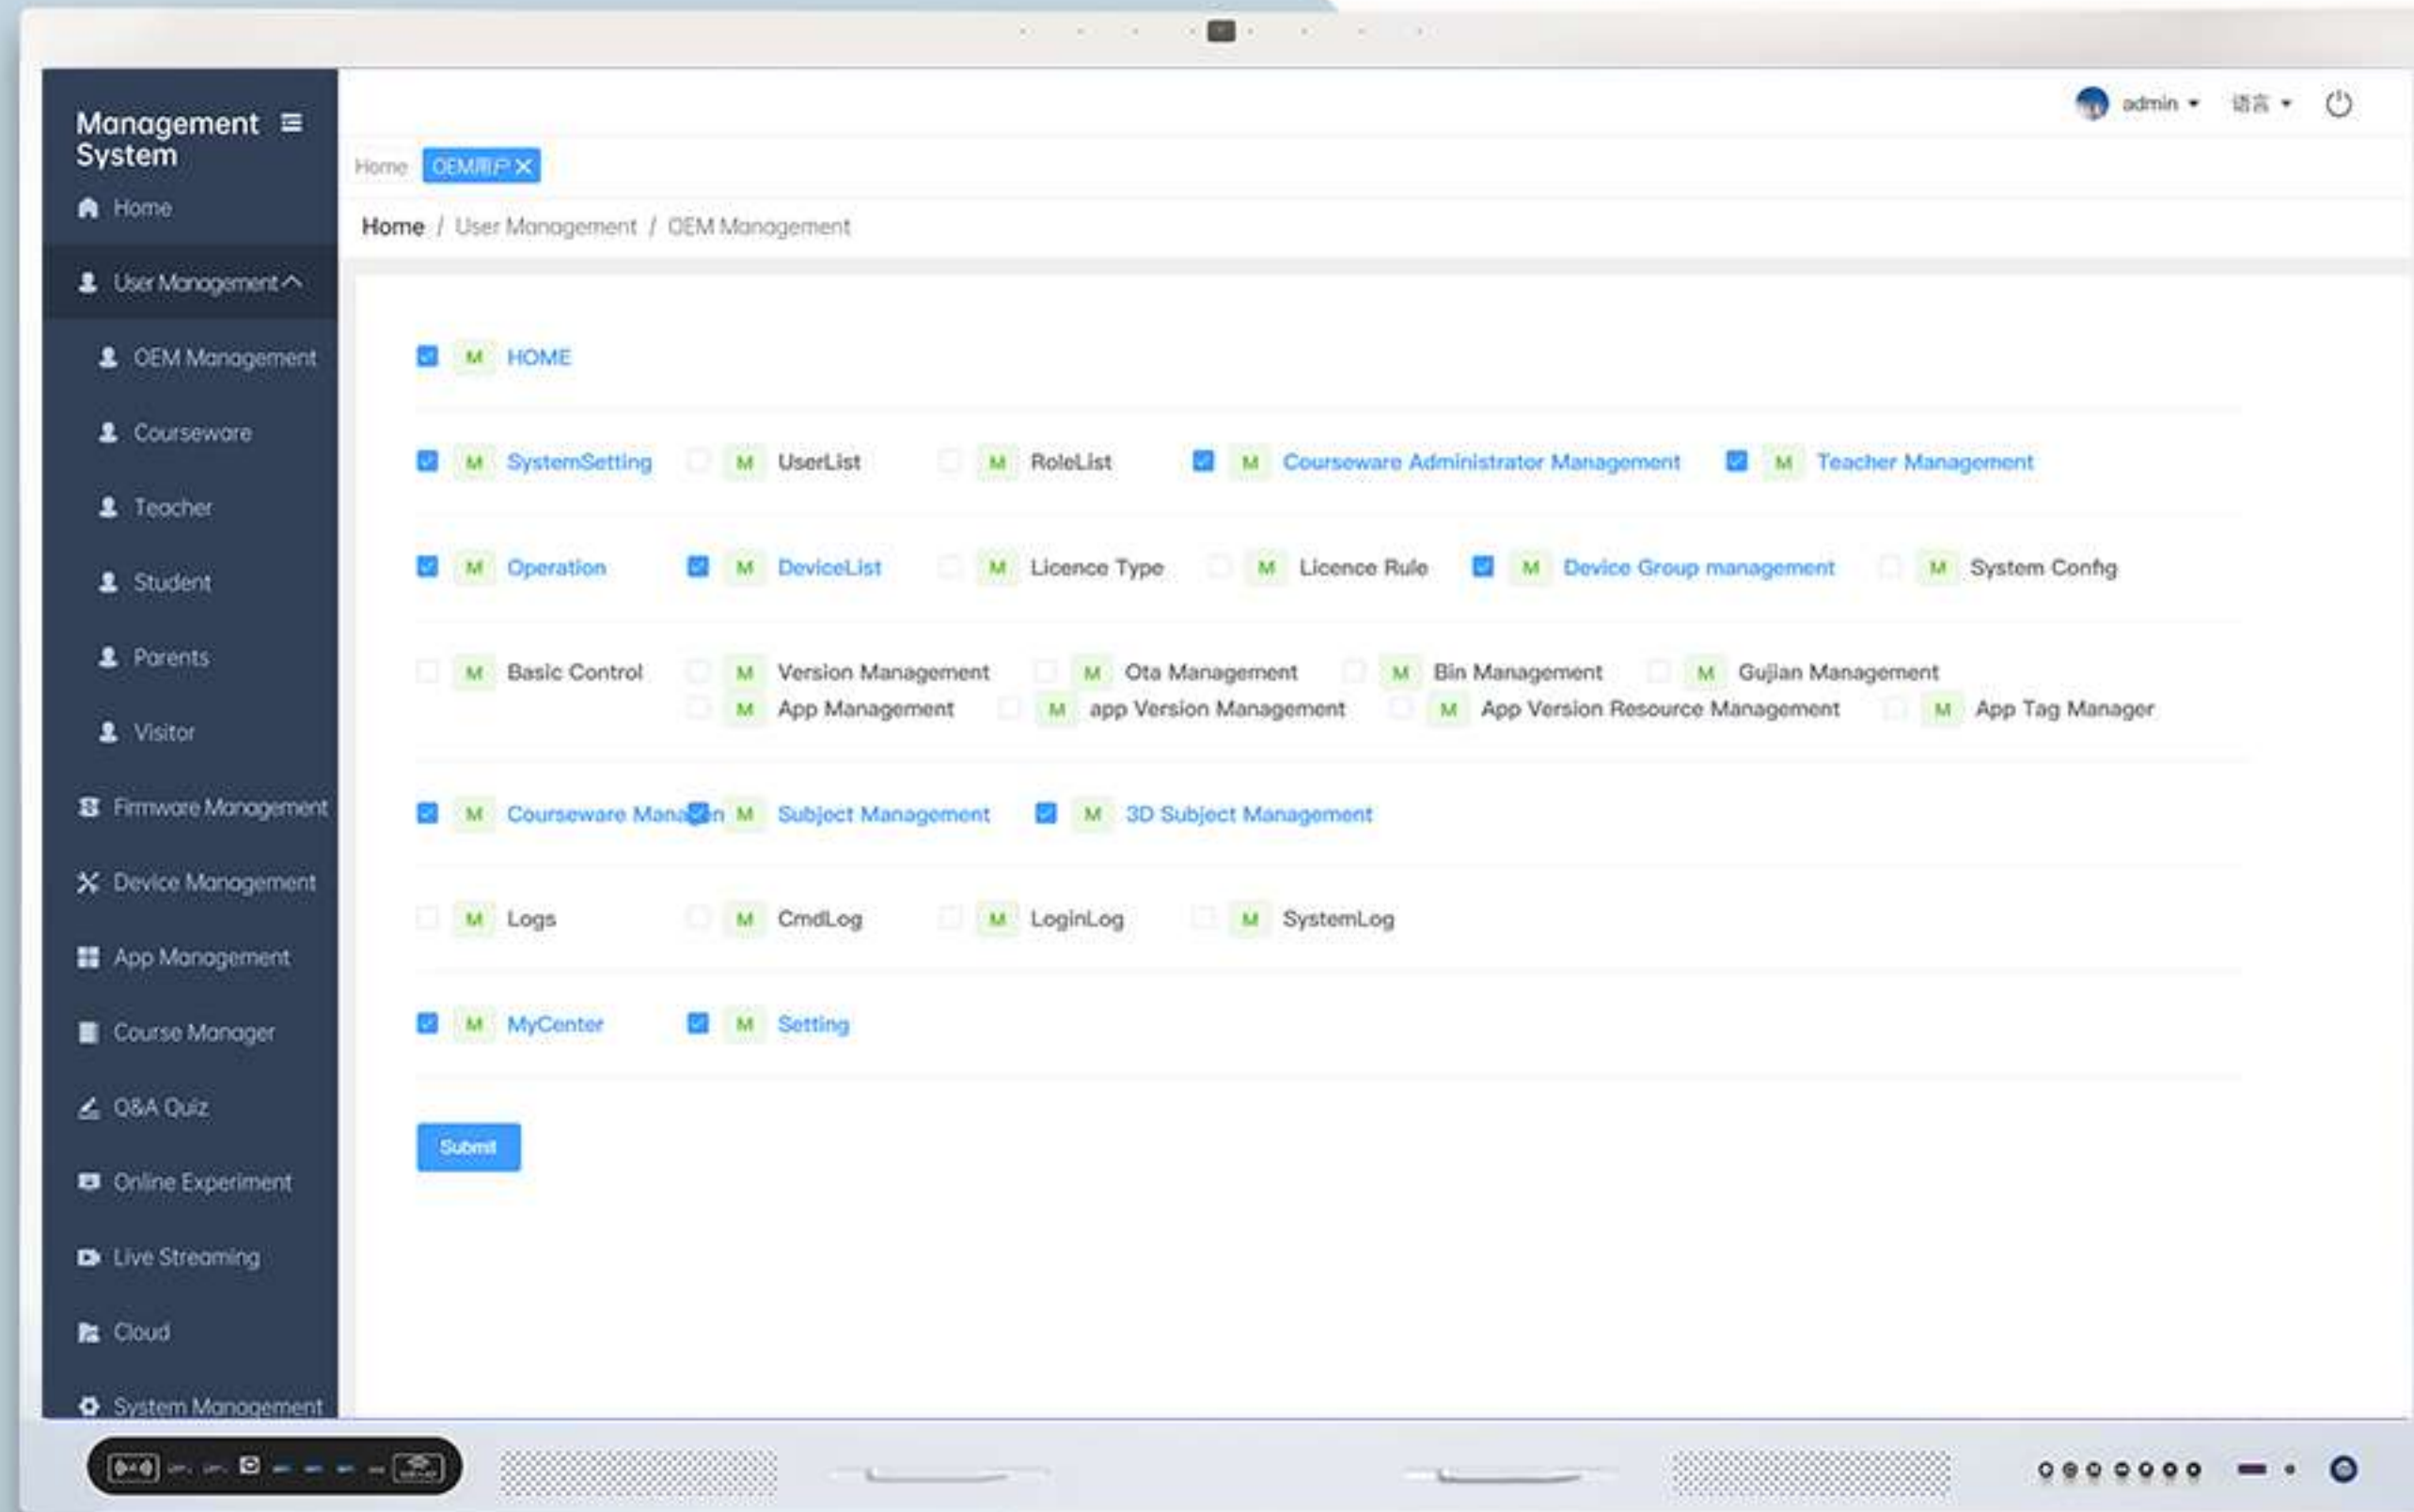 Management
System
admin 语言
Home OEM用户
Home / User Management / OEM Management
Home
User Management
OEM Management
Courseware
Teacher
Student
Parents
Visitor
Firmware Management
Device Management
App Management
Course Manager
Q&A Quiz
Online Experiment
Live Streaming
Cloud
System Management
M HOME
M SystemSetting M UserList M RoleList M Courseware Administrator Management M Teacher Management
M Operation M DeviceList M Licence Type M Licence Rule M Device Group management M System Config
M Basic Control M Version Management M Ota Management M Bin Management M Gujian Management
M App Management M app Version Management M App Version Resource Management M App Tag Manager
M Courseware Managen M Subject Management M 3D Subject Management
M Logs M CmdLog M LoginLog M SystemLog
M MyCenter M Setting
Submit